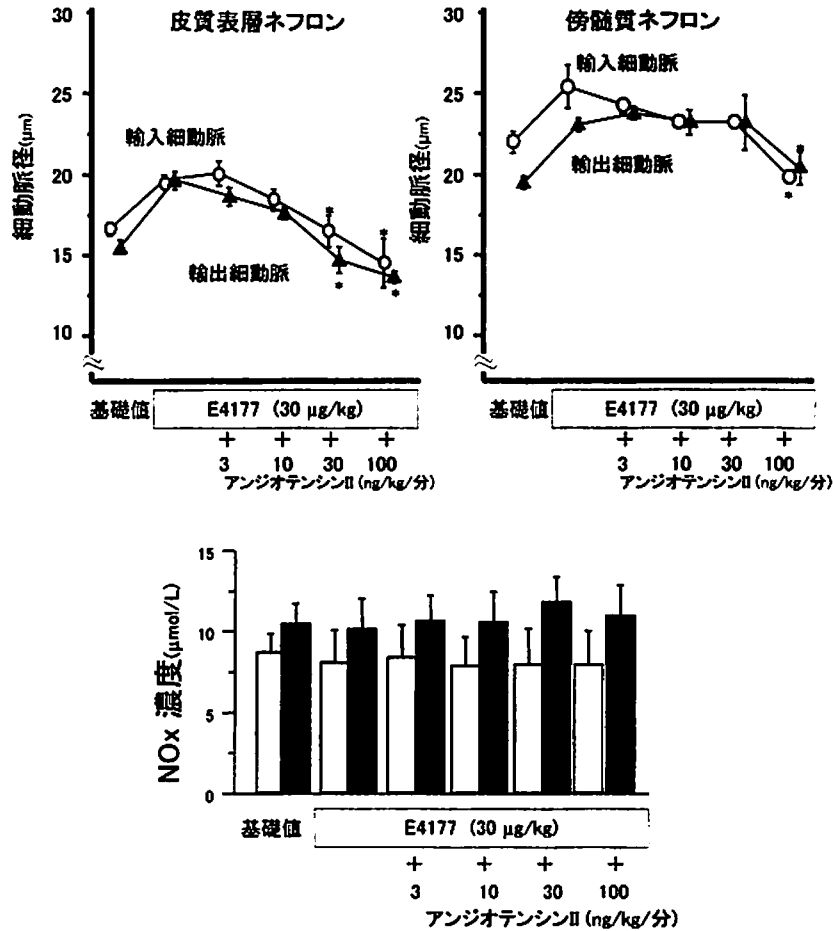 皮質表層ネフロン
30
25
20
15
10
細動脈径(μm)
輸入細動脈
輸出細動脈
*
*
*
*
基礎値
E4177 (30 μg/kg)
+ + + +
3 10 30 100
アンジオテンシンII (ng/kg/分)
傍髄質ネフロン
30
25
20
15
10
細動脈径(μm)
輸入細動脈
輸出細動脈
*
*
基礎値
E4177 (30 μg/kg)
+ + + +
3 10 30 100
アンジオテンシンII (ng/kg/分)
15
10
5
0
NOx 濃度(μmol/L)
基礎値
E4177 (30 μg/kg)
+ + + +
3 10 30 100
アンジオテンシンII (ng/kg/分)